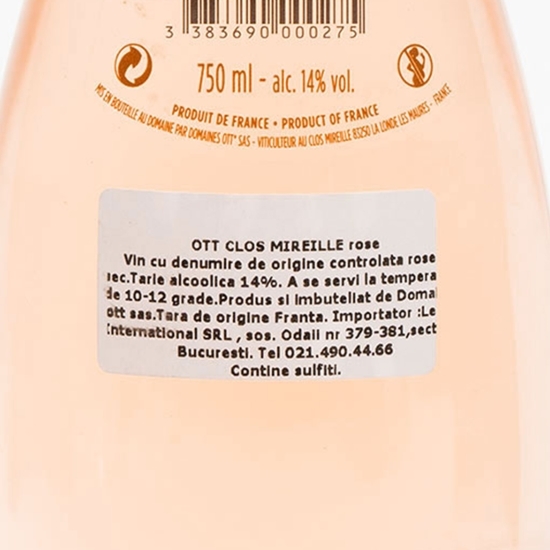 3 383690 000275
750 ml - alc. 14% vol.
PRODUIT DE FRANCE • PRODUCT OF FRANCE
MIS EN BOUTEILLE AU DOMAINE PAR DOMAINES OTT* SAS - VITICULTEUR AU CLOS MIREILLE 83250 LA LONDE LES MAURES - FRANCE
OTT CLOS MIREILLE rose
Vin cu denumire de origine controlata rose
sec.Tarie alcoolica 14%. A se servi la tempera
de 10-12 grade.Produs si imbuteliat de Doma
ott sas.Tara de origine Franta. Importator :Le
International SRL , sos. Odaii nr 379-381,sect
Bucuresti. Tel 021.490.44.66
Contine sulfiti.